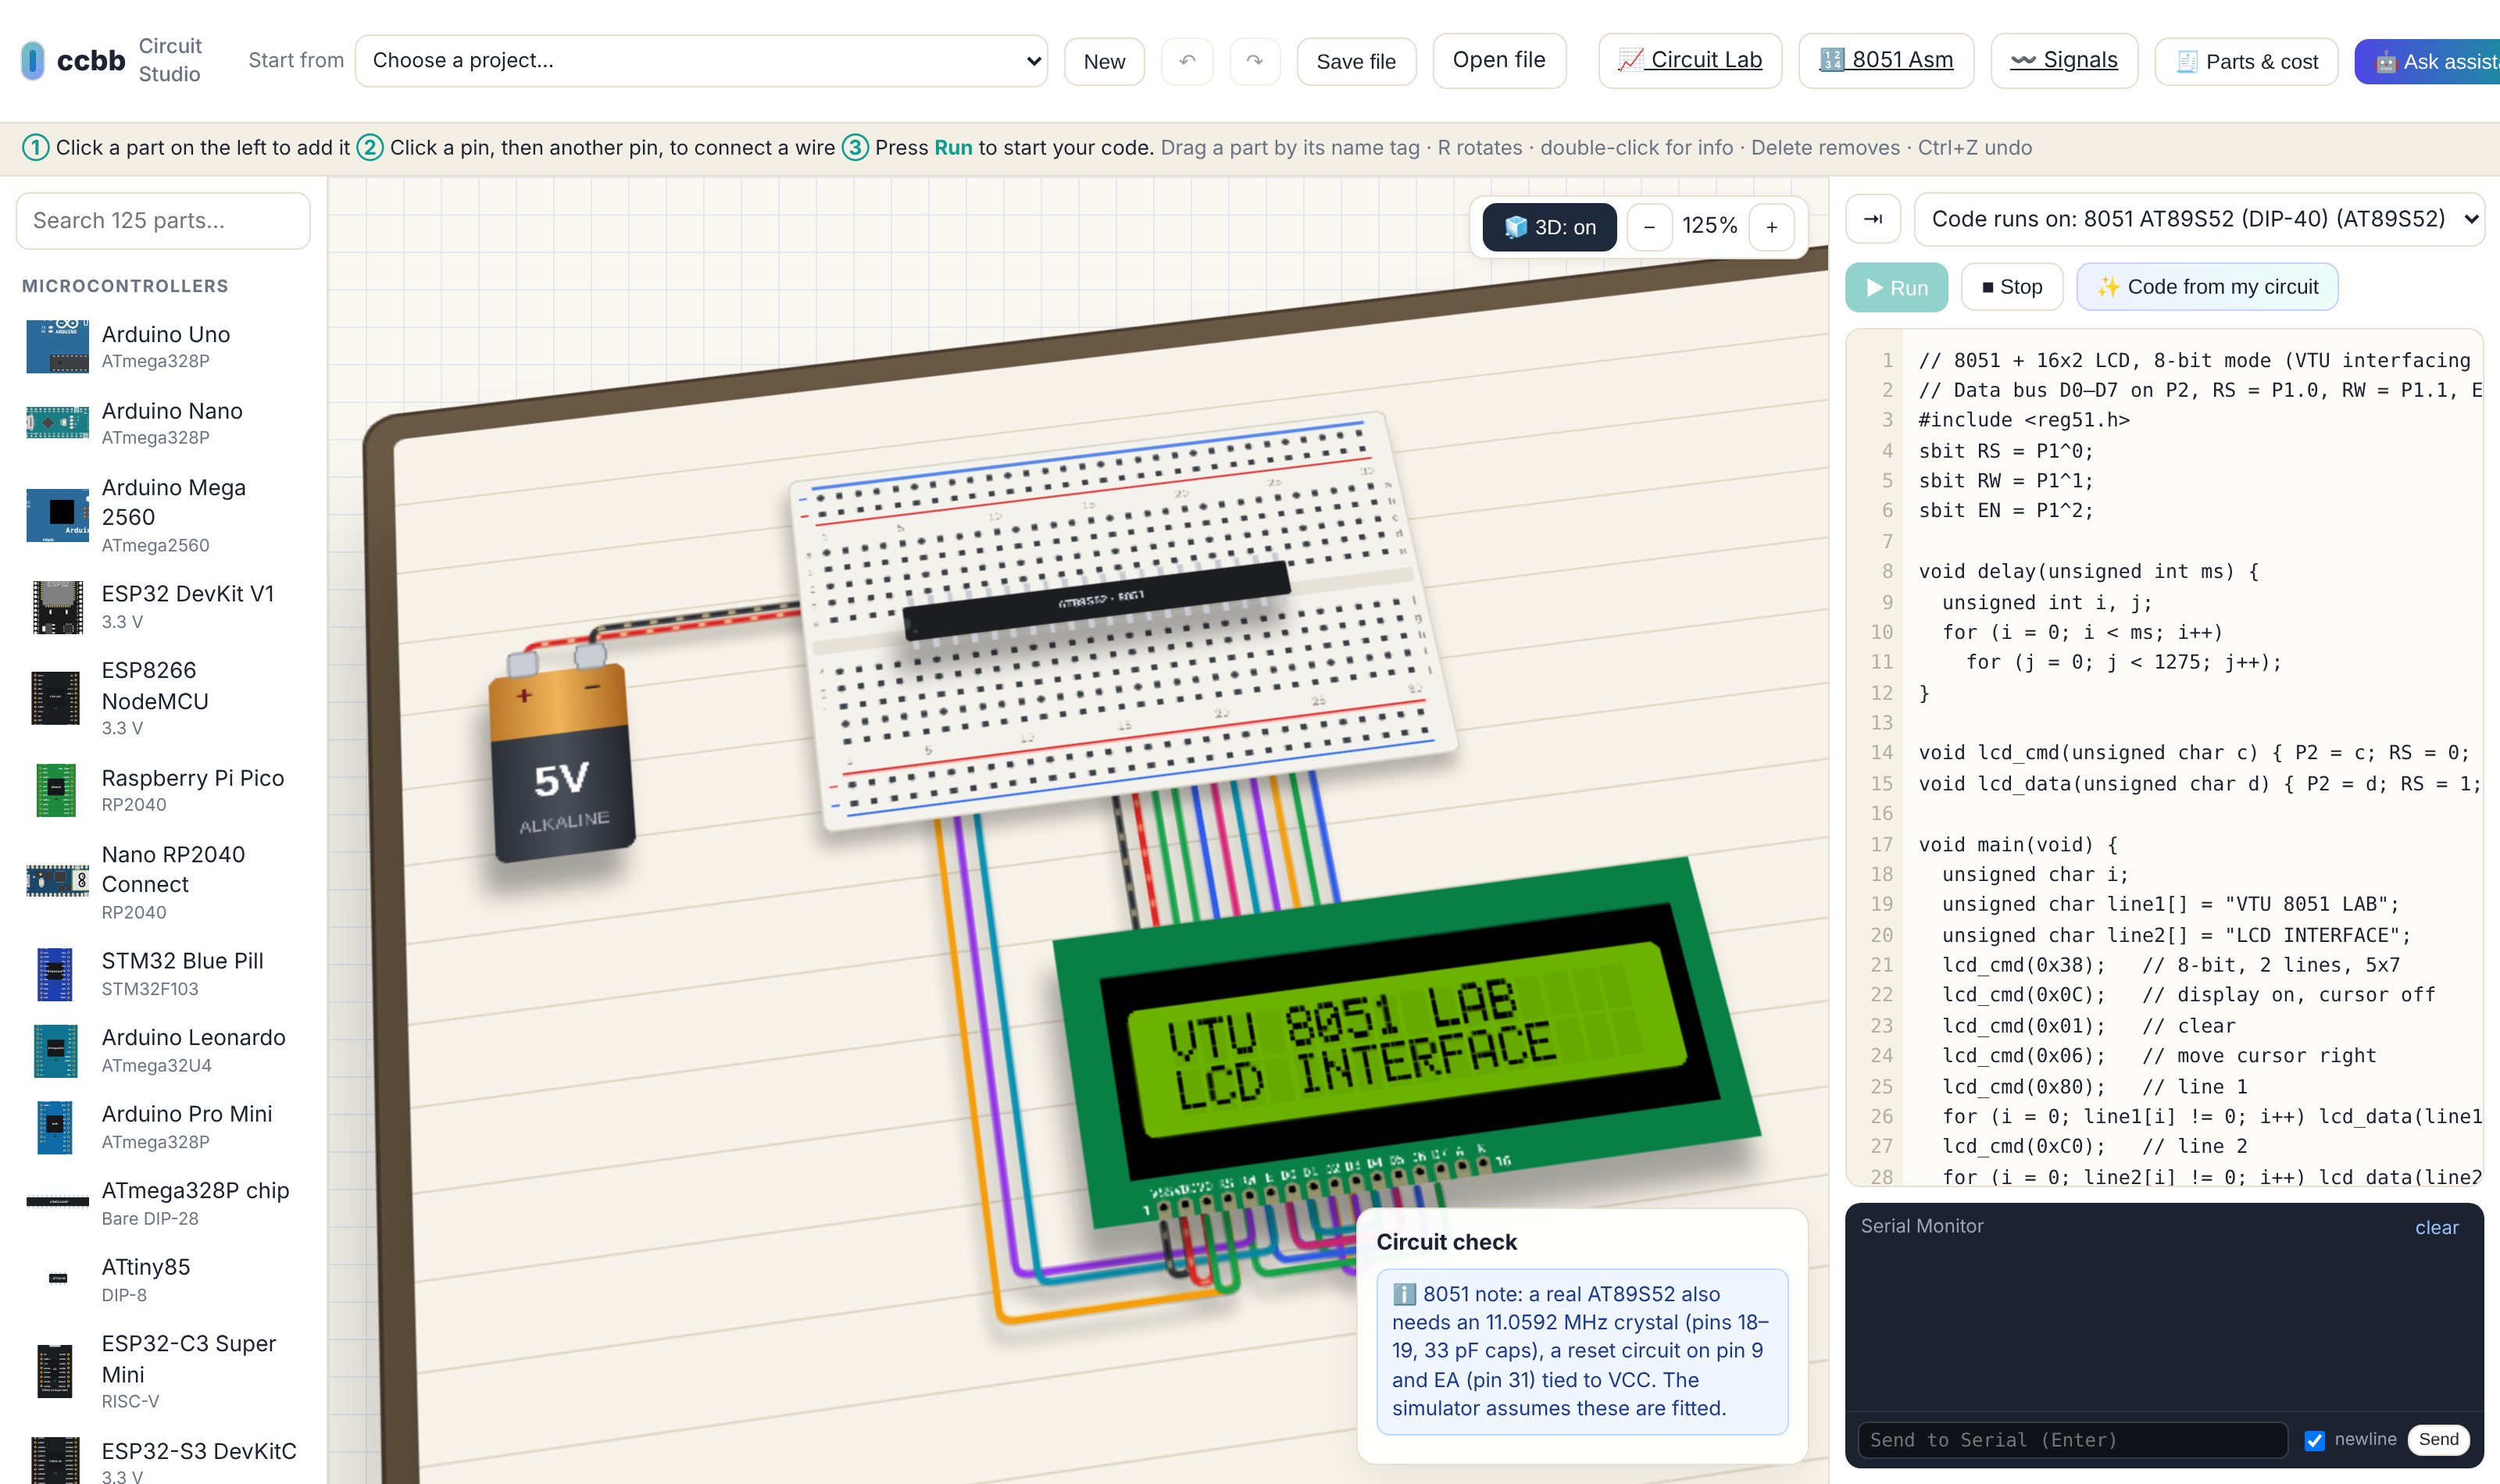 ccbb
Circuit
Studio
Start from
Choose a project...
New
Save file
Open file
Circuit Lab
8051 Asm
Signals
Parts & cost
Ask assist
1 Click a part on the left to add it 2 Click a pin, then another pin, to connect a wire 3 Press Run to start your code. Drag a part by its name tag · R rotates · double-click for info · Delete removes · Ctrl+Z undo
Search 125 parts...
MICROCONTROLLERS
Arduino Uno
ATmega328P
Arduino Nano
ATmega328P
Arduino Mega
2560
ATmega2560
ESP32 DevKit V1
3.3 V
ESP8266
NodeMCU
3.3 V
Raspberry Pi Pico
RP2040
Nano RP2040
Connect
RP2040
STM32 Blue Pill
STM32F103
Arduino Leonardo
ATmega32U4
Arduino Pro Mini
ATmega328P
ATmega328P chip
Bare DIP-28
ATtiny85
DIP-8
ESP32-C3 Super
Mini
RISC-V
ESP32-S3 DevKitC
3.3 V
3D: on
− 125% +
AT89S52 · 8051
+ −
5V
ALKALINE
VTU 8051 LAB
LCD INTERFACE
1
16
Circuit check
8051 note: a real AT89S52 also
needs an 11.0592 MHz crystal (pins 18–
19, 33 pF caps), a reset circuit on pin 9
and EA (pin 31) tied to VCC. The
simulator assumes these are fitted.
Code runs on: 8051 AT89S52 (DIP-40) (AT89S52)
Run
Stop
Code from my circuit
1 // 8051 + 16x2 LCD, 8-bit mode (VTU interfacing
2 // Data bus D0–D7 on P2, RS = P1.0, RW = P1.1, E
3 #include <reg51.h>
4 sbit RS = P1^0;
5 sbit RW = P1^1;
6 sbit EN = P1^2;
7
8 void delay(unsigned int ms) {
9 unsigned int i, j;
10 for (i = 0; i < ms; i++)
11 for (j = 0; j < 1275; j++);
12 }
13
14 void lcd_cmd(unsigned char c) { P2 = c; RS = 0;
15 void lcd_data(unsigned char d) { P2 = d; RS = 1;
16
17 void main(void) {
18 unsigned char i;
19 unsigned char line1[] = "VTU 8051 LAB";
20 unsigned char line2[] = "LCD INTERFACE";
21 lcd_cmd(0x38); // 8-bit, 2 lines, 5x7
22 lcd_cmd(0x0C); // display on, cursor off
23 lcd_cmd(0x01); // clear
24 lcd_cmd(0x06); // move cursor right
25 lcd_cmd(0x80); // line 1
26 for (i = 0; line1[i] != 0; i++) lcd_data(line1
27 lcd_cmd(0xC0); // line 2
28 for (i = 0; line2[i] != 0; i++) lcd_data(line2
Serial Monitor
clear
Send to Serial (Enter)
newline
Send